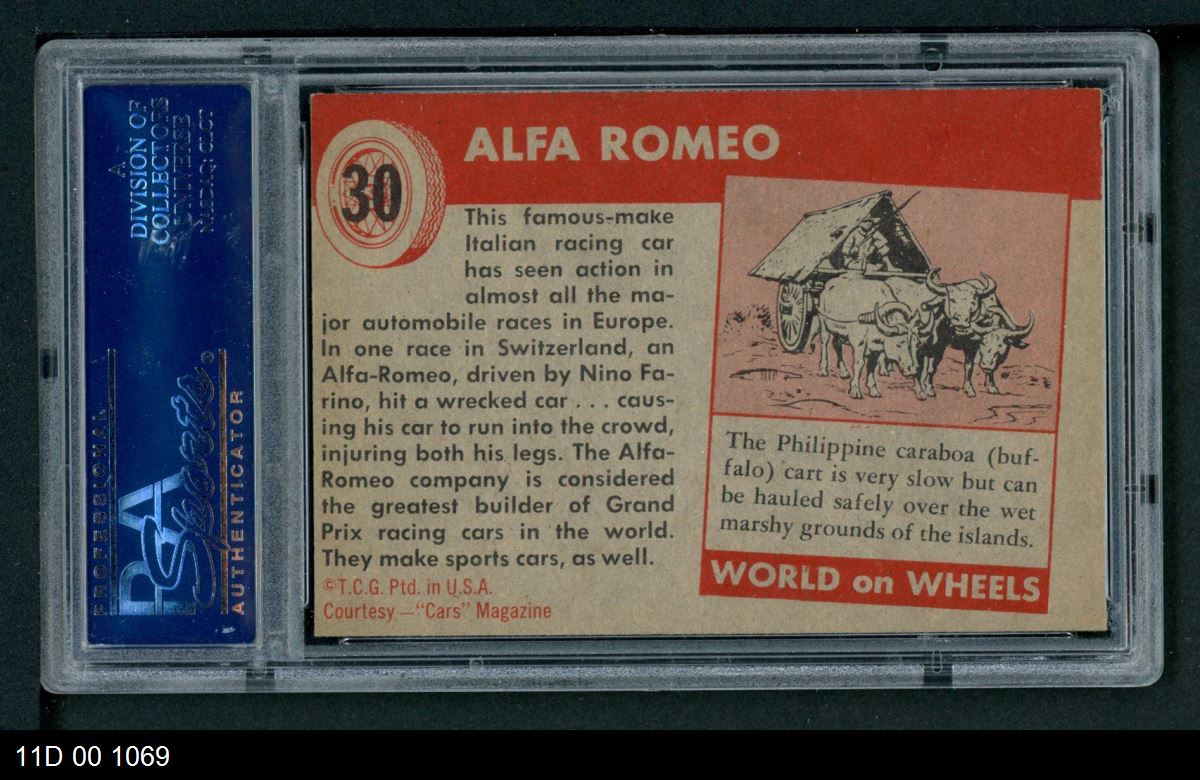 A
DIVISION OF
COLLECTORS
UNIVERSE
NASDAQ: CLCT
PROFESSIONAL
PSA
Sports®
AUTHENTICATOR
30
ALFA ROMEO
This famous-make
Italian racing car
has seen action in
almost all the ma-
jor automobile races in Europe.
In one race in Switzerland, an
Alfa-Romeo, driven by Nino Fa-
rino, hit a wrecked car . . . caus-
ing his car to run into the crowd,
injuring both his legs. The Alfa-
Romeo company is considered
the greatest builder of Grand
Prix racing cars in the world.
They make sports cars, as well.
©T.C.G. Ptd. in U.S.A.
Courtesy—"Cars" Magazine
The Philippine caraboa (buf-
falo) cart is very slow but can
be hauled safely over the wet
marshy grounds of the islands.
WORLD on WHEELS
11D 00 1069